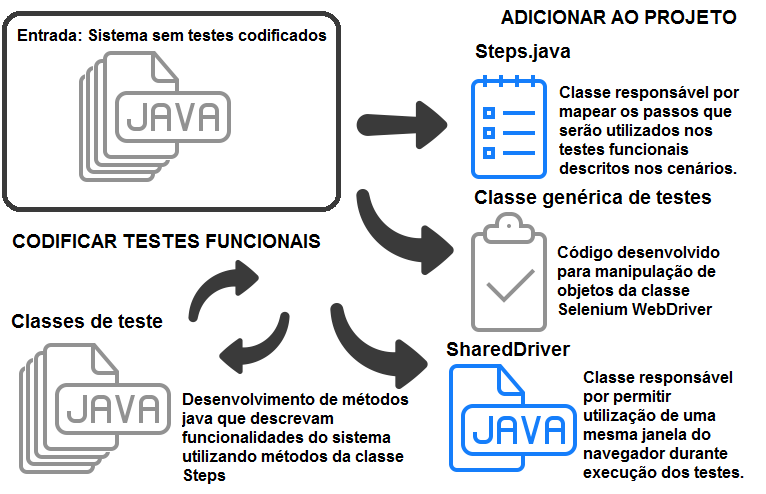 Entrada: Sistema sem testes codificados
JAVA
ADICIONAR AO PROJETO
Steps.java
Classe responsável por
mapear os passos que
serão utilizados nos
testes funcionais
descritos nos cenários.
Classe genérica de testes
Código desenvolvido
para manipulação de
objetos da classe
Selenium WebDriver
SharedDriver
JAVA
Classe responsável
por permitir
utilização de uma
mesma janela do
navegador durante
execução dos testes.
CODIFICAR TESTES FUNCIONAIS
Classes de teste
JAVA
Desenvolvimento de métodos
java que descrevam
funcionalidades do sistema
utilizando métodos da classe
Steps